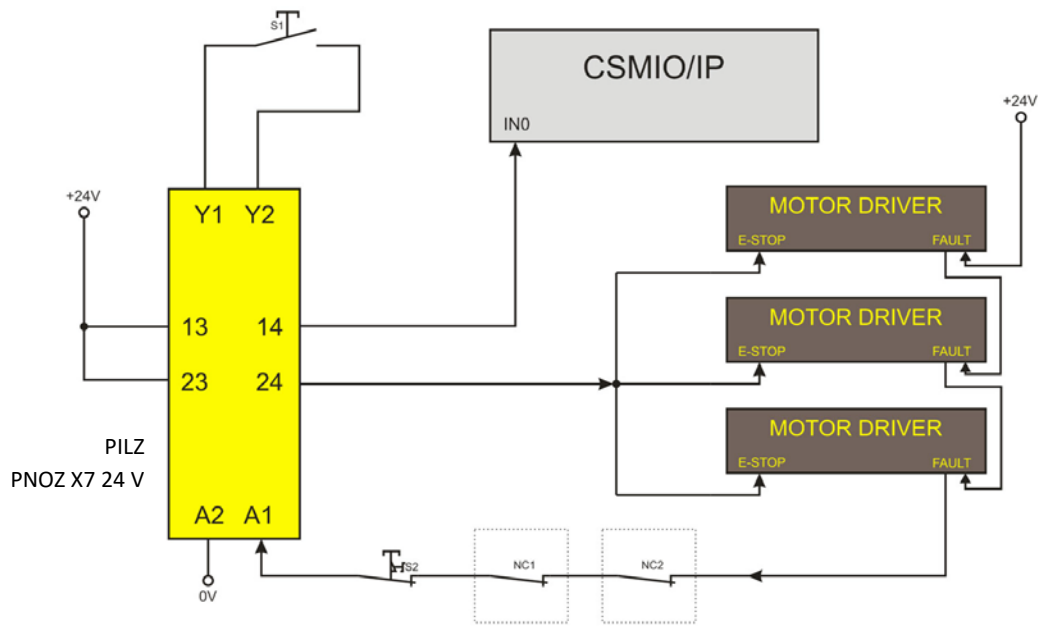 S1
CSMIO/IP
IN0
+24V
+24V
Y1 Y2
MOTOR DRIVER
E-STOP FAULT
13 14
MOTOR DRIVER
E-STOP FAULT
23 24
MOTOR DRIVER
E-STOP FAULT
PILZ
PNOZ X7 24 V
A2 A1
S2
NC1
NC2
0V